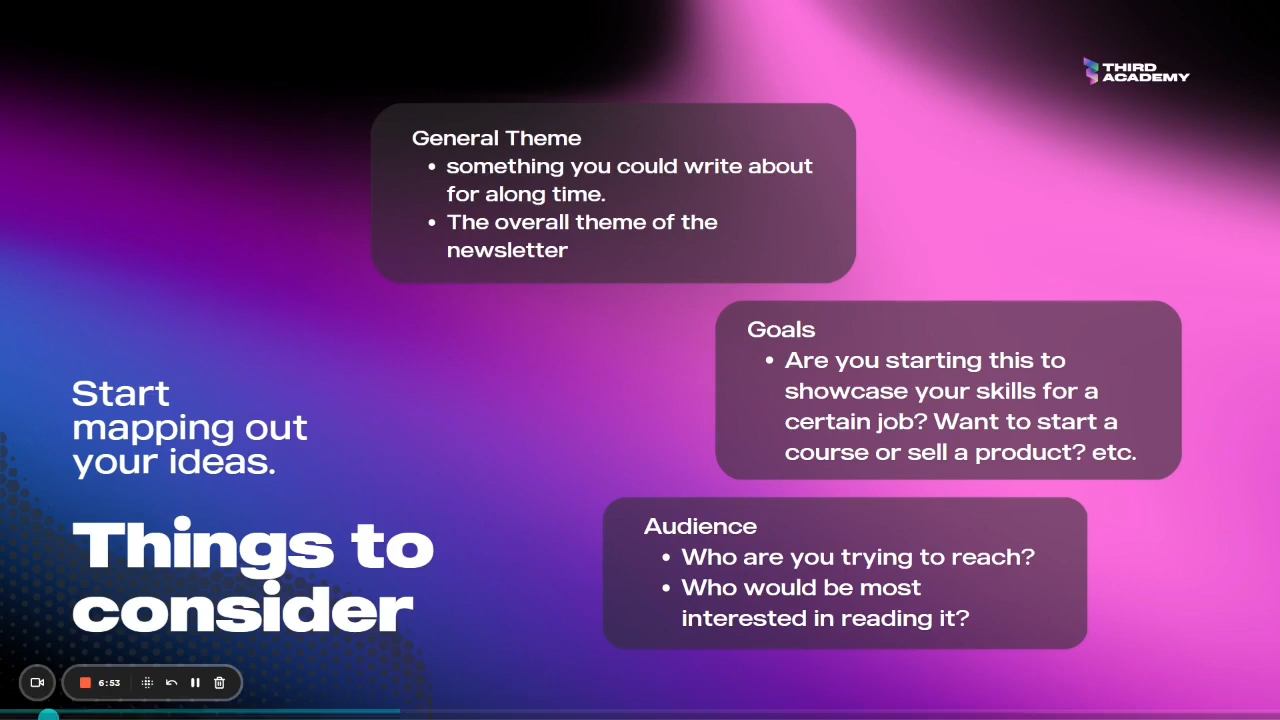 THIRD
ACADEMY
General Theme
• something you could write about
for along time.
• The overall theme of the
newsletter
Goals
• Are you starting this to
showcase your skills for a
certain job? Want to start a
course or sell a product? etc.
Start
mapping out
your ideas.
Things to
consider
Audience
• Who are you trying to reach?
• Who would be most
interested in reading it?
6:53